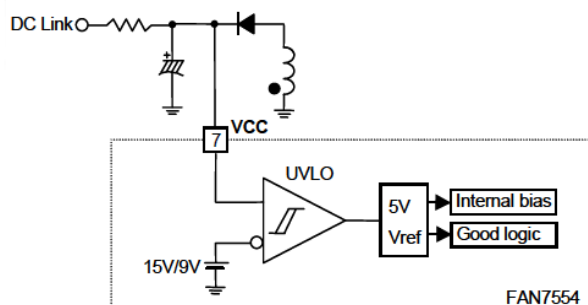 DC Link
+
VCC
7
UVLO
5V
Vref
Internal bias
Good logic
15V/9V
FAN7554